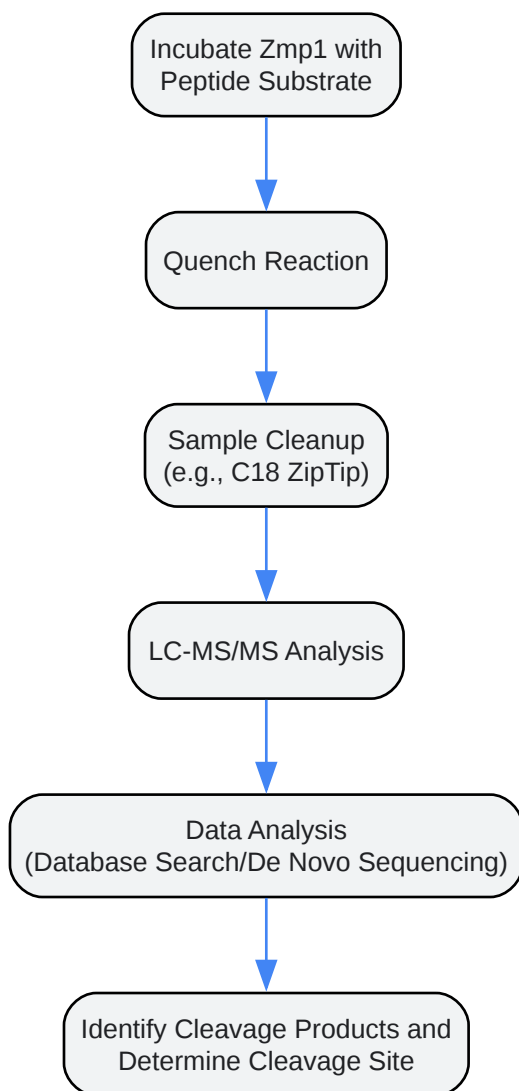 Incubate Zmp1 with
Peptide Substrate
Quench Reaction
Sample Cleanup
(e.g., C18 ZipTip)
LC-MS/MS Analysis
Data Analysis
(Database Search/De Novo Sequencing)
Identify Cleavage Products and
Determine Cleavage Site